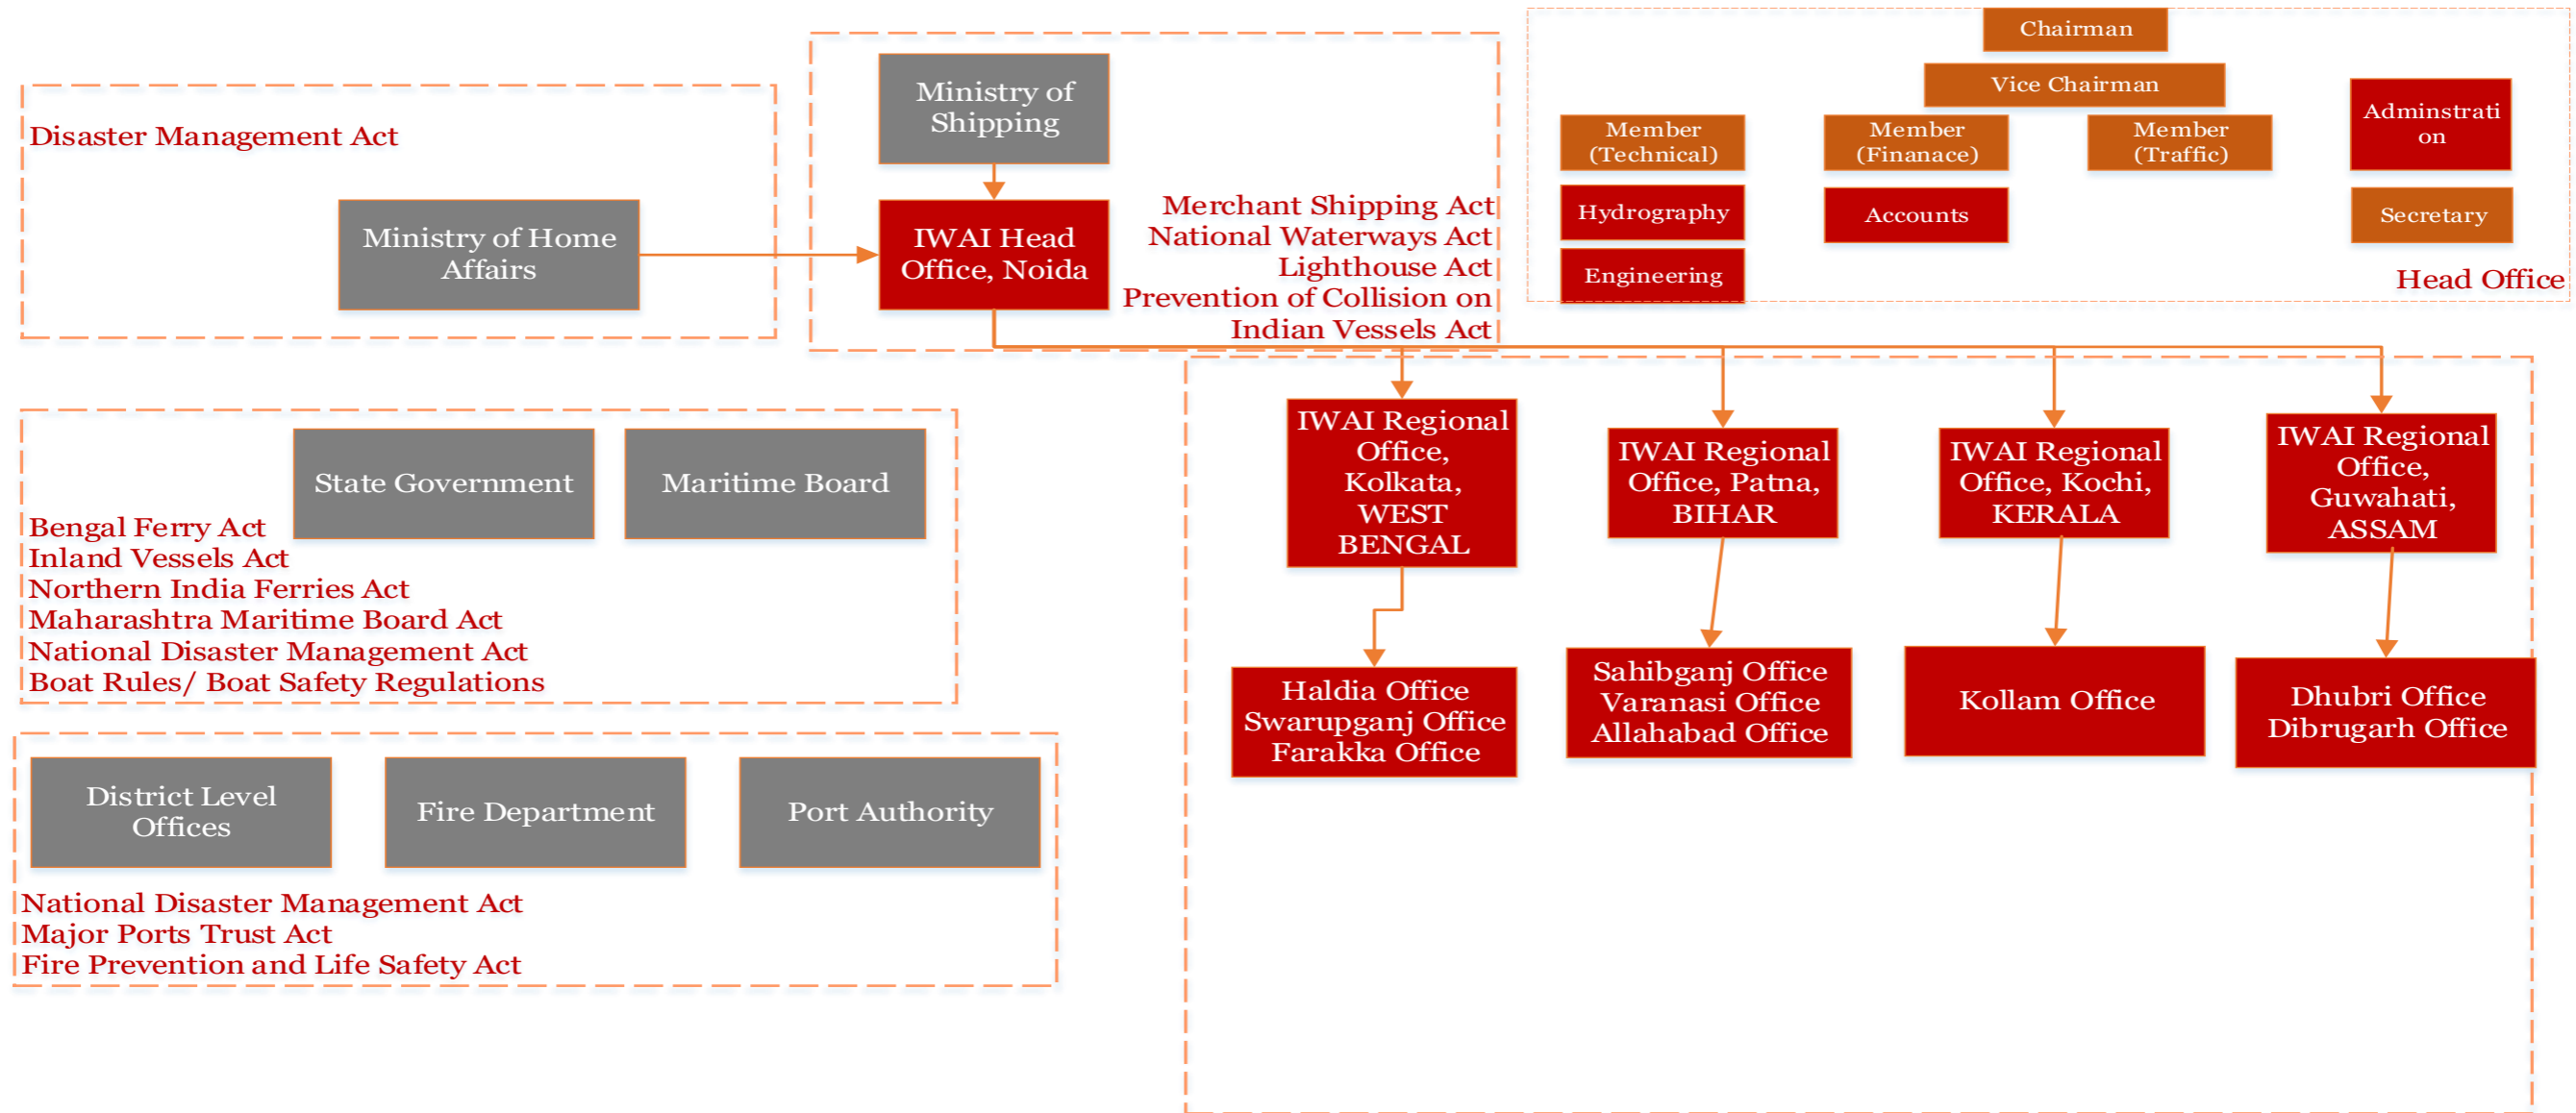 Disaster Management Act
Ministry of Home
Affairs
Ministry of
Shipping
IWAI Head
Office, Noida
Merchant Shipping Act
National Waterways Act
Lighthouse Act
Prevention of Collision on
Indian Vessels Act
Chairman
Vice Chairman
Member
(Technical)
Member
(Finanace)
Member
(Traffic)
Adminstrati
on
Hydrography
Accounts
Secretary
Engineering
Head Office
State Government
Maritime Board
Bengal Ferry Act
Inland Vessels Act
Northern India Ferries Act
Maharashtra Maritime Board Act
National Disaster Management Act
Boat Rules/ Boat Safety Regulations
IWAI Regional
Office,
Kolkata,
WEST
BENGAL
IWAI Regional
Office, Patna,
BIHAR
IWAI Regional
Office, Kochi,
KERALA
IWAI Regional
Office,
Guwahati,
ASSAM
Haldia Office
Swarupganj Office
Farakka Office
Sahibganj Office
Varanasi Office
Allahabad Office
Kollam Office
Dhubri Office
Dibrugarh Office
District Level
Offices
Fire Department
Port Authority
National Disaster Management Act
Major Ports Trust Act
Fire Prevention and Life Safety Act